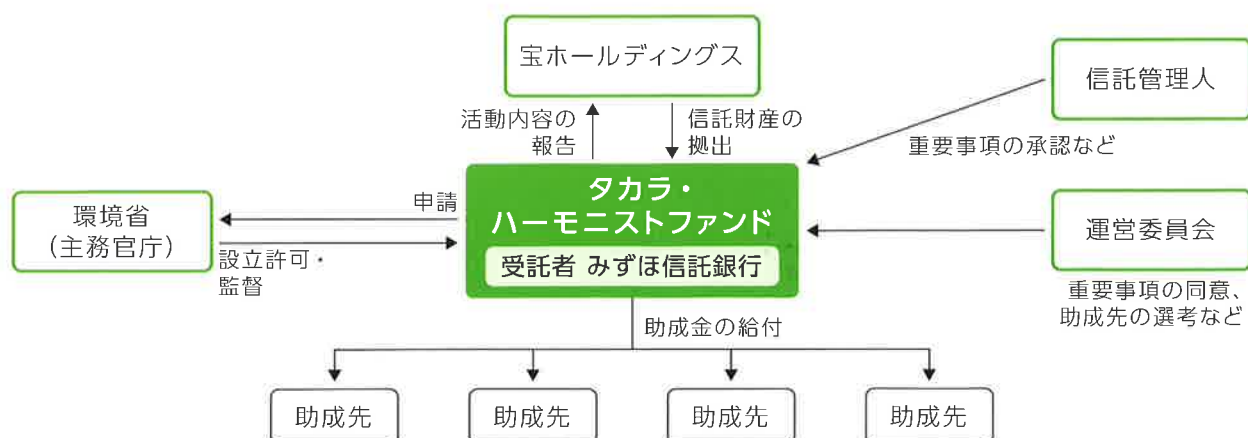 宝ホールディングス
信託管理人
活動内容の
報告
信託財産の
拠出
重要事項の承認など
環境省
(主務官庁)
申請
設立許可・
監督
タカラ・
ハーモニストファンド
受託者 みずほ信託銀行
運営委員会
重要事項の同意、
助成先の選考など
助成金の給付
助成先
助成先
助成先
助成先